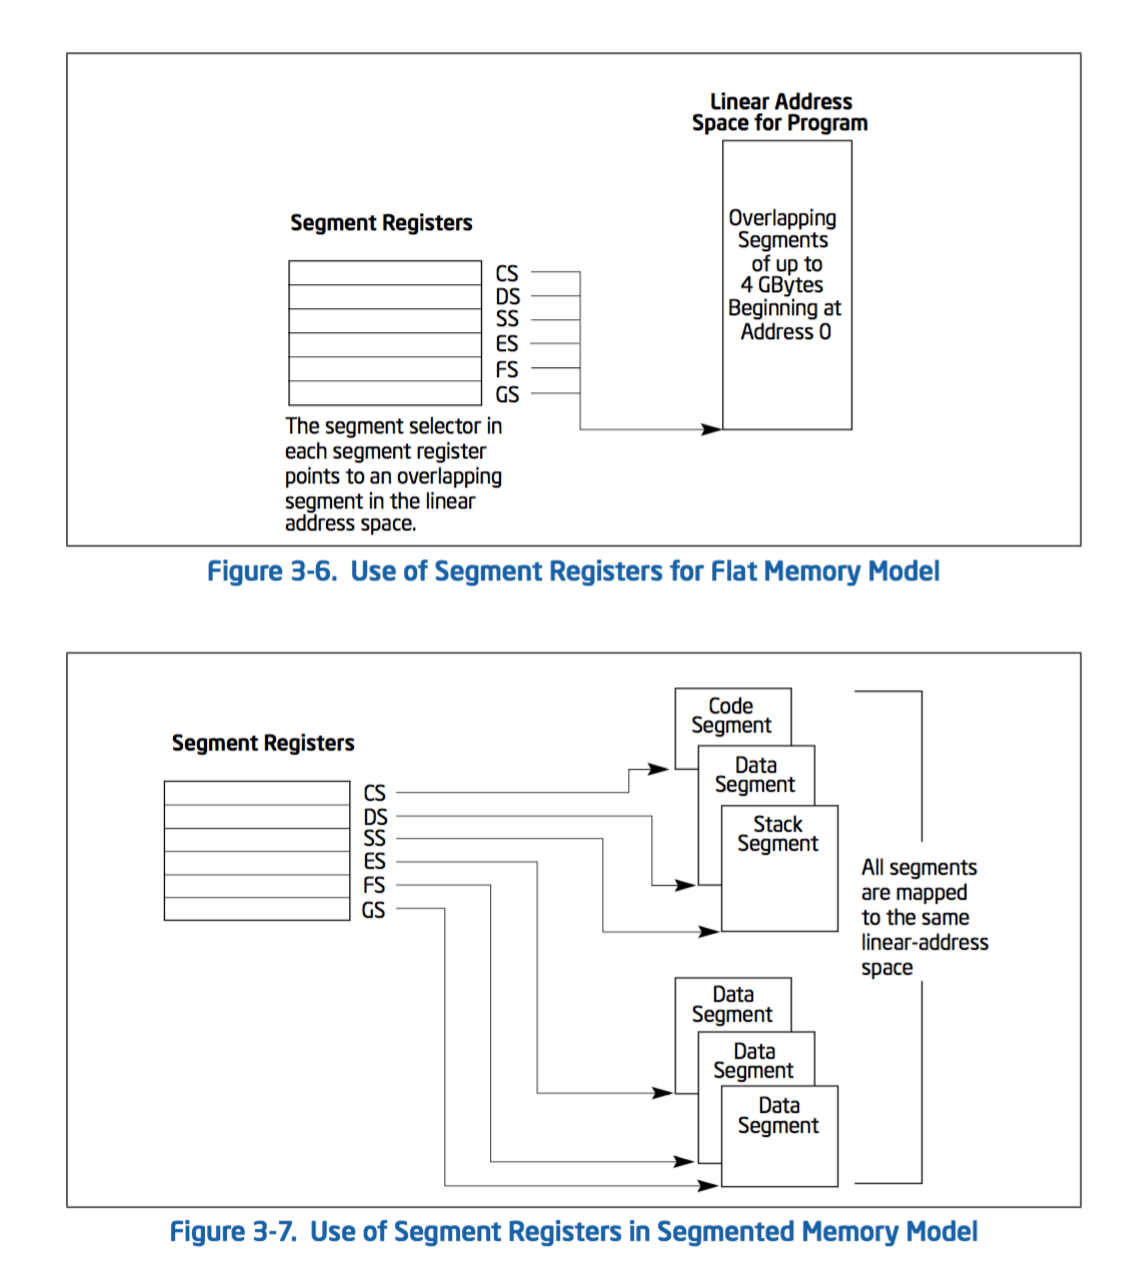 Linear Address
Space for Program
Overlapping
Segments
of up to
4 GBytes
Beginning at
Address 0
Segment Registers
CS
DS
SS
ES
FS
GS
The segment selector in
each segment register
points to an overlapping
segment in the linear
address space.
Figure 3-6. Use of Segment Registers for Flat Memory Model
Segment Registers
CS
DS
SS
ES
FS
GS
Code
Segment
Data
Segment
Stack
Segment
Data
Segment
Data
Segment
Data
Segment
All segments
are mapped
to the same
linear-address
space
Figure 3-7. Use of Segment Registers in Segmented Memory Model